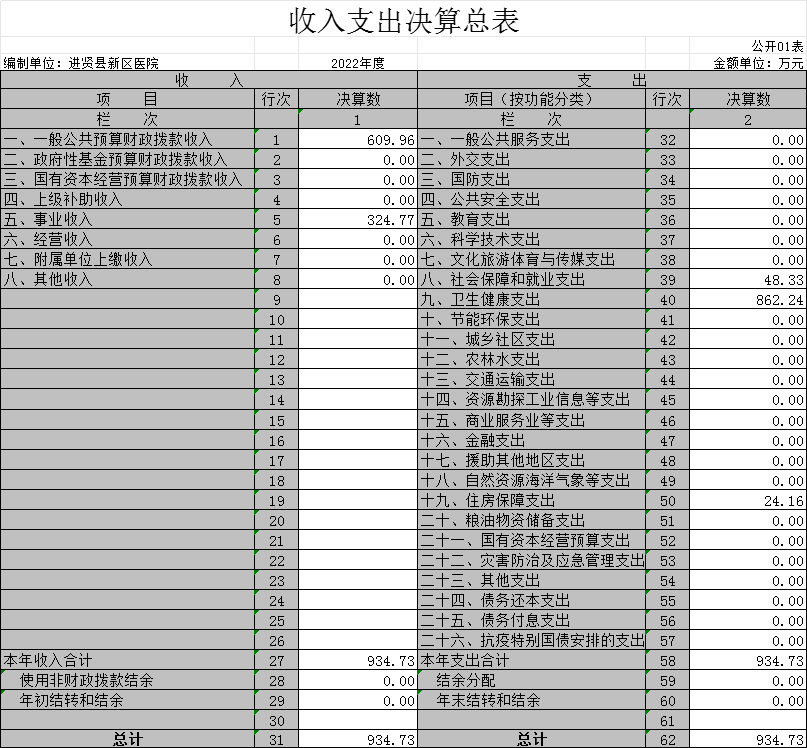 收入支出决算总表
公开01表
编制单位：进贤县新区医院 2022年度 金额单位：万元
收 入 支 出
项 目 行次 决算数 项目（按功能分类） 行次 决算数
栏 次 1 栏 次 2
一、一般公共预算财政拨款收入 1 609.96 一、一般公共服务支出 32 0.00
二、政府性基金预算财政拨款收入 2 0.00 二、外交支出 33 0.00
三、国有资本经营预算财政拨款收入 3 0.00 三、国防支出 34 0.00
四、上级补助收入 4 0.00 四、公共安全支出 35 0.00
五、事业收入 5 324.77 五、教育支出 36 0.00
六、经营收入 6 0.00 六、科学技术支出 37 0.00
七、附属单位上缴收入 7 0.00 七、文化旅游体育与传媒支出 38 0.00
八、其他收入 8 0.00 八、社会保障和就业支出 39 48.33
9 九、卫生健康支出 40 862.24
10 十、节能环保支出 41 0.00
11 十一、城乡社区支出 42 0.00
12 十二、农林水支出 43 0.00
13 十三、交通运输支出 44 0.00
14 十四、资源勘探工业信息等支出 45 0.00
15 十五、商业服务业等支出 46 0.00
16 十六、金融支出 47 0.00
17 十七、援助其他地区支出 48 0.00
18 十八、自然资源海洋气象等支出 49 0.00
19 十九、住房保障支出 50 24.16
20 二十、粮油物资储备支出 51 0.00
21 二十一、国有资本经营预算支出 52 0.00
22 二十二、灾害防治及应急管理支出 53 0.00
23 二十三、其他支出 54 0.00
24 二十四、债务还本支出 55 0.00
25 二十五、债务付息支出 56 0.00
26 二十六、抗疫特别国债安排的支出 57 0.00
本年收入合计 27 934.73 本年支出合计 58 934.73
使用非财政拨款结余 28 0.00 结余分配 59 0.00
年初结转和结余 29 0.00 年末结转和结余 60 0.00
30 61
总计 31 934.73 总计 62 934.73